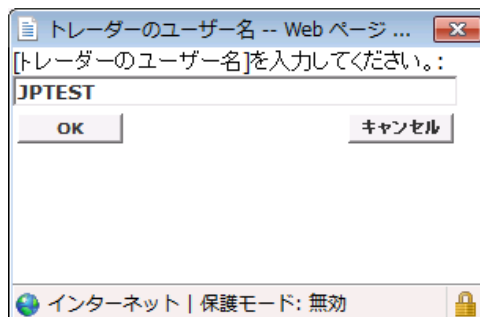 トレーダーのユーザー名 -- Web ページ ...
[トレーダーのユーザー名]を入力してください。:
JPTEST
OK キャンセル
インターネット | 保護モード: 無効